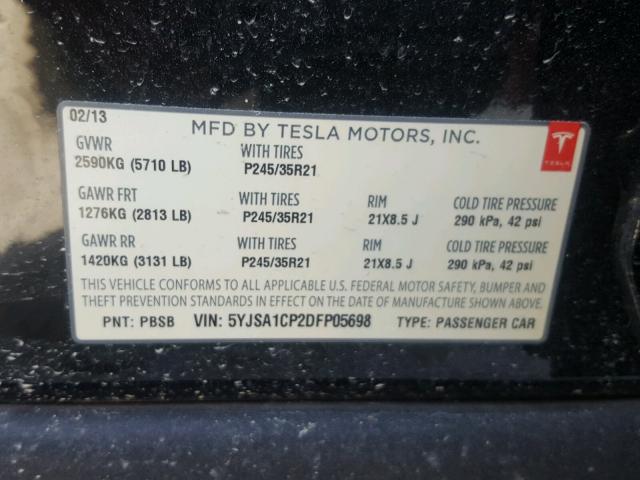 02/13
MFD BY TESLA MOTORS, INC.
TESLA
GVWR WITH TIRES
2590KG (5710 LB) P245/35R21
GAWR FRT WITH TIRES RIM COLD TIRE PRESSURE
1276KG (2813 LB) P245/35R21 21X8.5 J 290 kPa, 42 psi
GAWR RR WITH TIRES RIM COLD TIRE PRESSURE
1420KG (3131 LB) P245/35R21 21X8.5 J 290 kPa, 42 psi
THIS VEHICLE CONFORMS TO ALL APPLICABLE U.S. FEDERAL MOTOR SAFETY, BUMPER AND
THEFT PREVENTION STANDARDS IN EFFECT ON THE DATE OF MANUFACTURE SHOWN ABOVE.
PNT: PBSB VIN: 5YJSA1CP2DFP05698 TYPE: PASSENGER CAR